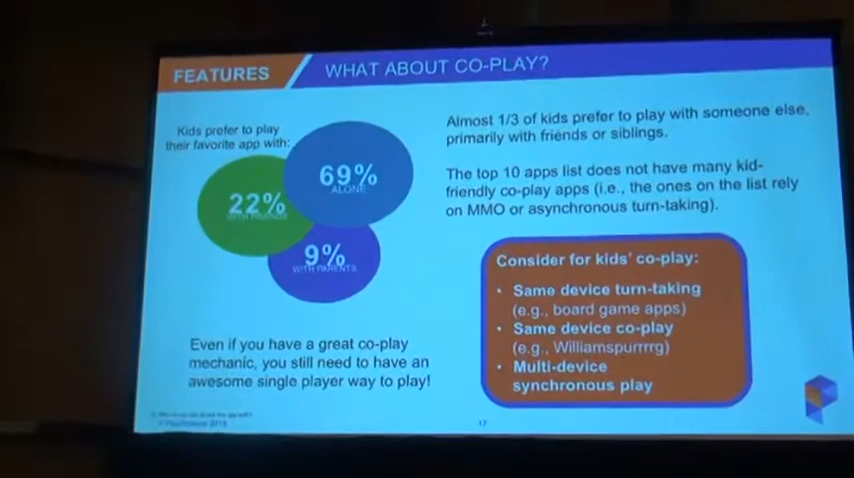 FEATURES
WHAT ABOUT CO-PLAY?
Kids prefer to play
their favorite app with:
69%
ALONE
22%
WITH FRIENDS
9%
WITH PARENTS
Even if you have a great co-play
mechanic, you still need to have an
awesome single player way to play!
Almost 1/3 of kids prefer to play with someone else,
primarily with friends or siblings.
The top 10 apps list does not have many kid-
friendly co-play apps (i.e., the ones on the list rely
on MMO or asynchronous turn-taking).
Consider for kids' co-play:
• Same device turn-taking
(e.g., board game apps)
• Same device co-play
(e.g., Williamspurrrrg)
• Multi-device
synchronous play
17